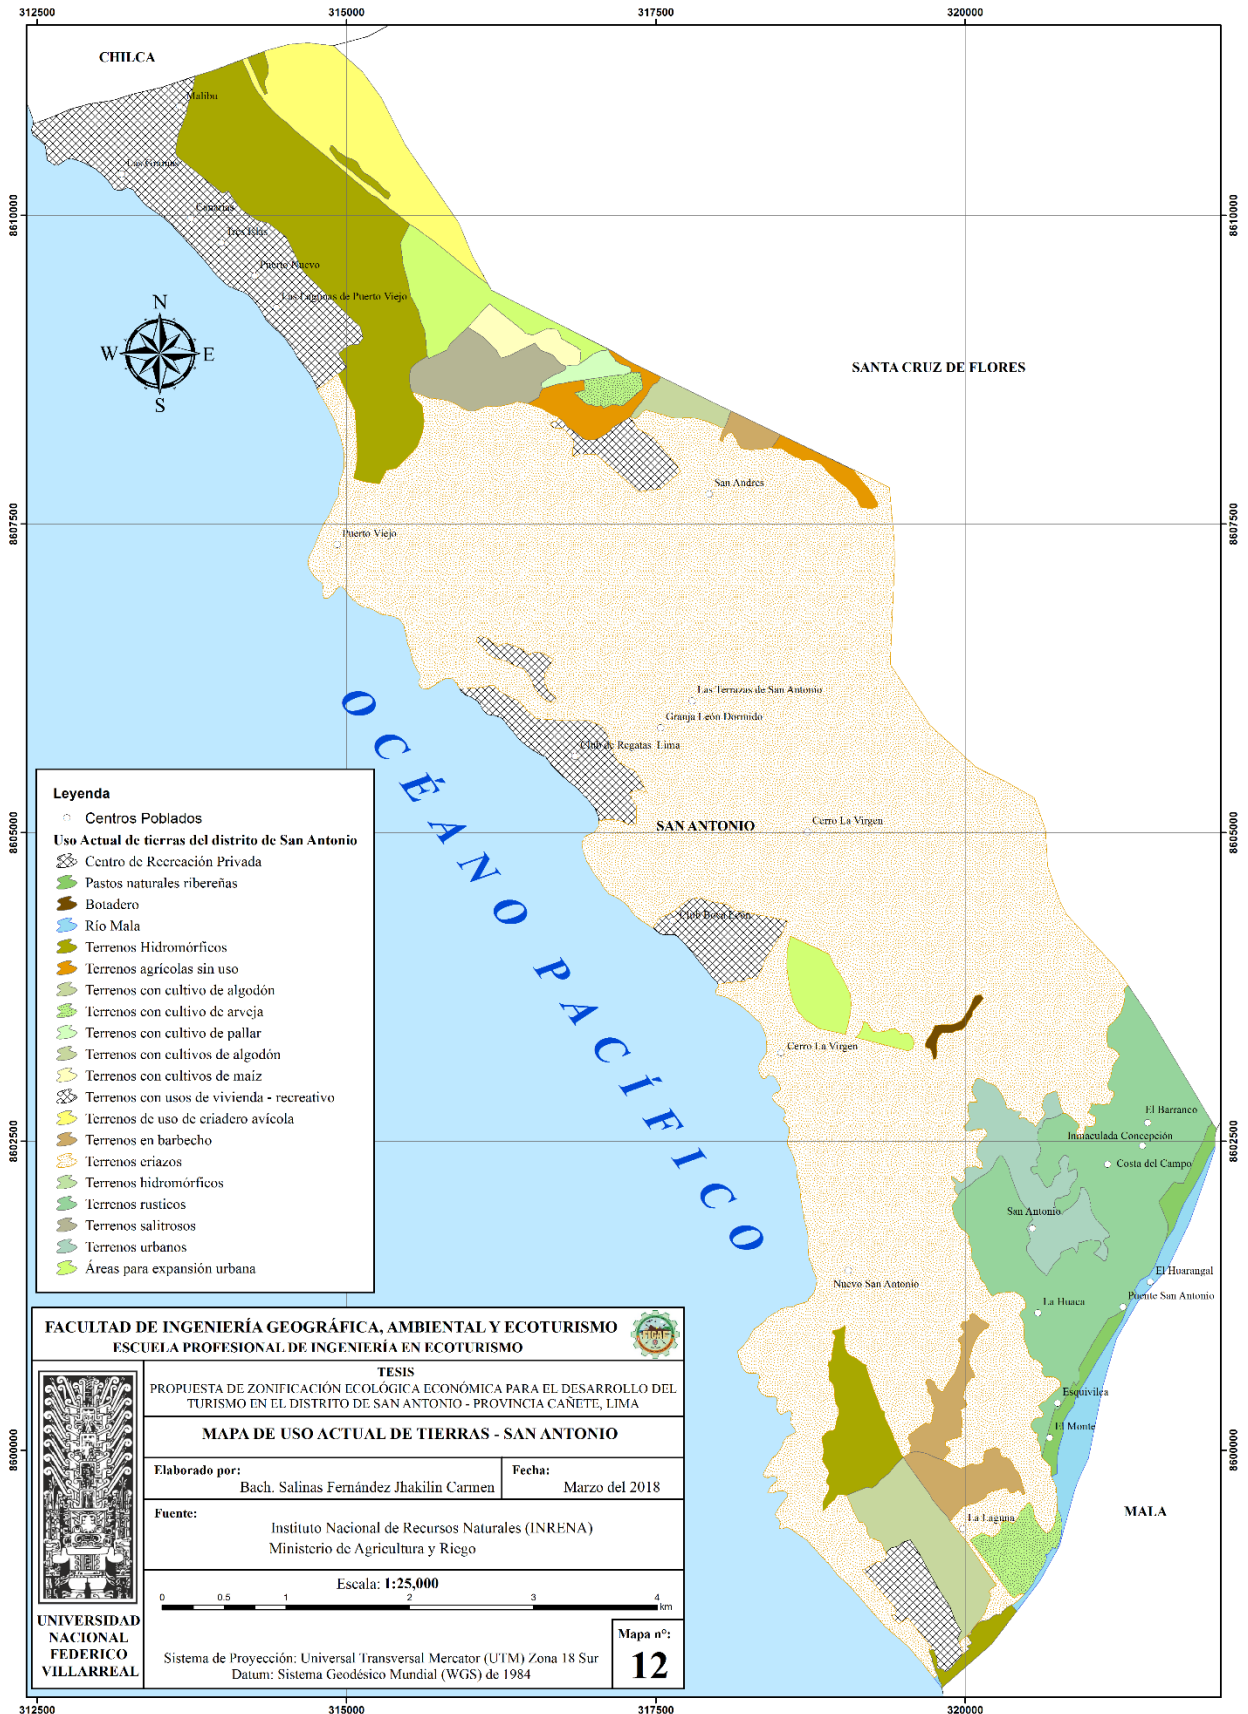 312500
315000
317500
320000
CHILCA
Malibu
Las Gramas
Canarias
Tres Islas
Puerto Nuevo
Las Lagunas de Puerto Viejo
8610000
8610000
N
W
E
S
SANTA CRUZ DE FLORES
San Andres
8607500
8607500
Puerto Viejo
Las Terrazas de San Antonio
Granja León Dormido
Club de Regatas Lima
OCÉANO PACÍFICO
SAN ANTONIO
Cerro La Virgen
8605000
8605000
Club Boca León
Cerro La Virgen
El Barranco
Inmaculada Concepción
Costa del Campo
8602500
8602500
San Antonio
El Huarangal
Nuevo San Antonio
Puente San Antonio
La Huaca
Esquivilca
El Monte
8600000
8600000
La Laguna
MALA
Leyenda
Centros Poblados
Uso Actual de tierras del distrito de San Antonio
Centro de Recreación Privada
Pastos naturales ribereñas
Botadero
Río Mala
Terrenos Hidromórficos
Terrenos agrícolas sin uso
Terrenos con cultivo de algodón
Terrenos con cultivo de arveja
Terrenos con cultivo de pallar
Terrenos con cultivos de algodón
Terrenos con cultivos de maíz
Terrenos con usos de vivienda - recreativo
Terrenos de uso de criadero avícola
Terrenos en barbecho
Terrenos eriazos
Terrenos hidromórficos
Terrenos rusticos
Terrenos salitrosos
Terrenos urbanos
Áreas para expansión urbana
FACULTAD DE INGENIERÍA GEOGRÁFICA, AMBIENTAL Y ECOTURISMO
ESCUELA PROFESIONAL DE INGENIERÍA EN ECOTURISMO
TESIS
PROPUESTA DE ZONIFICACIÓN ECOLÓGICA ECONÓMICA PARA EL DESARROLLO DEL
TURISMO EN EL DISTRITO DE SAN ANTONIO - PROVINCIA CAÑETE, LIMA
MAPA DE USO ACTUAL DE TIERRAS - SAN ANTONIO
Elaborado por:
Bach. Salinas Fernández Jhakilin Carmen
Fecha:
Marzo del 2018
Fuente:
Instituto Nacional de Recursos Naturales (INRENA)
Ministerio de Agricultura y Riego
Escala: 1:25,000
0 0.5 1 2 3 4
km
UNIVERSIDAD
NACIONAL
FEDERICO
VILLARREAL
Sistema de Proyección: Universal Transversal Mercator (UTM) Zona 18 Sur
Datum: Sistema Geodésico Mundial (WGS) de 1984
Mapa n°:
12
312500
315000
317500
320000